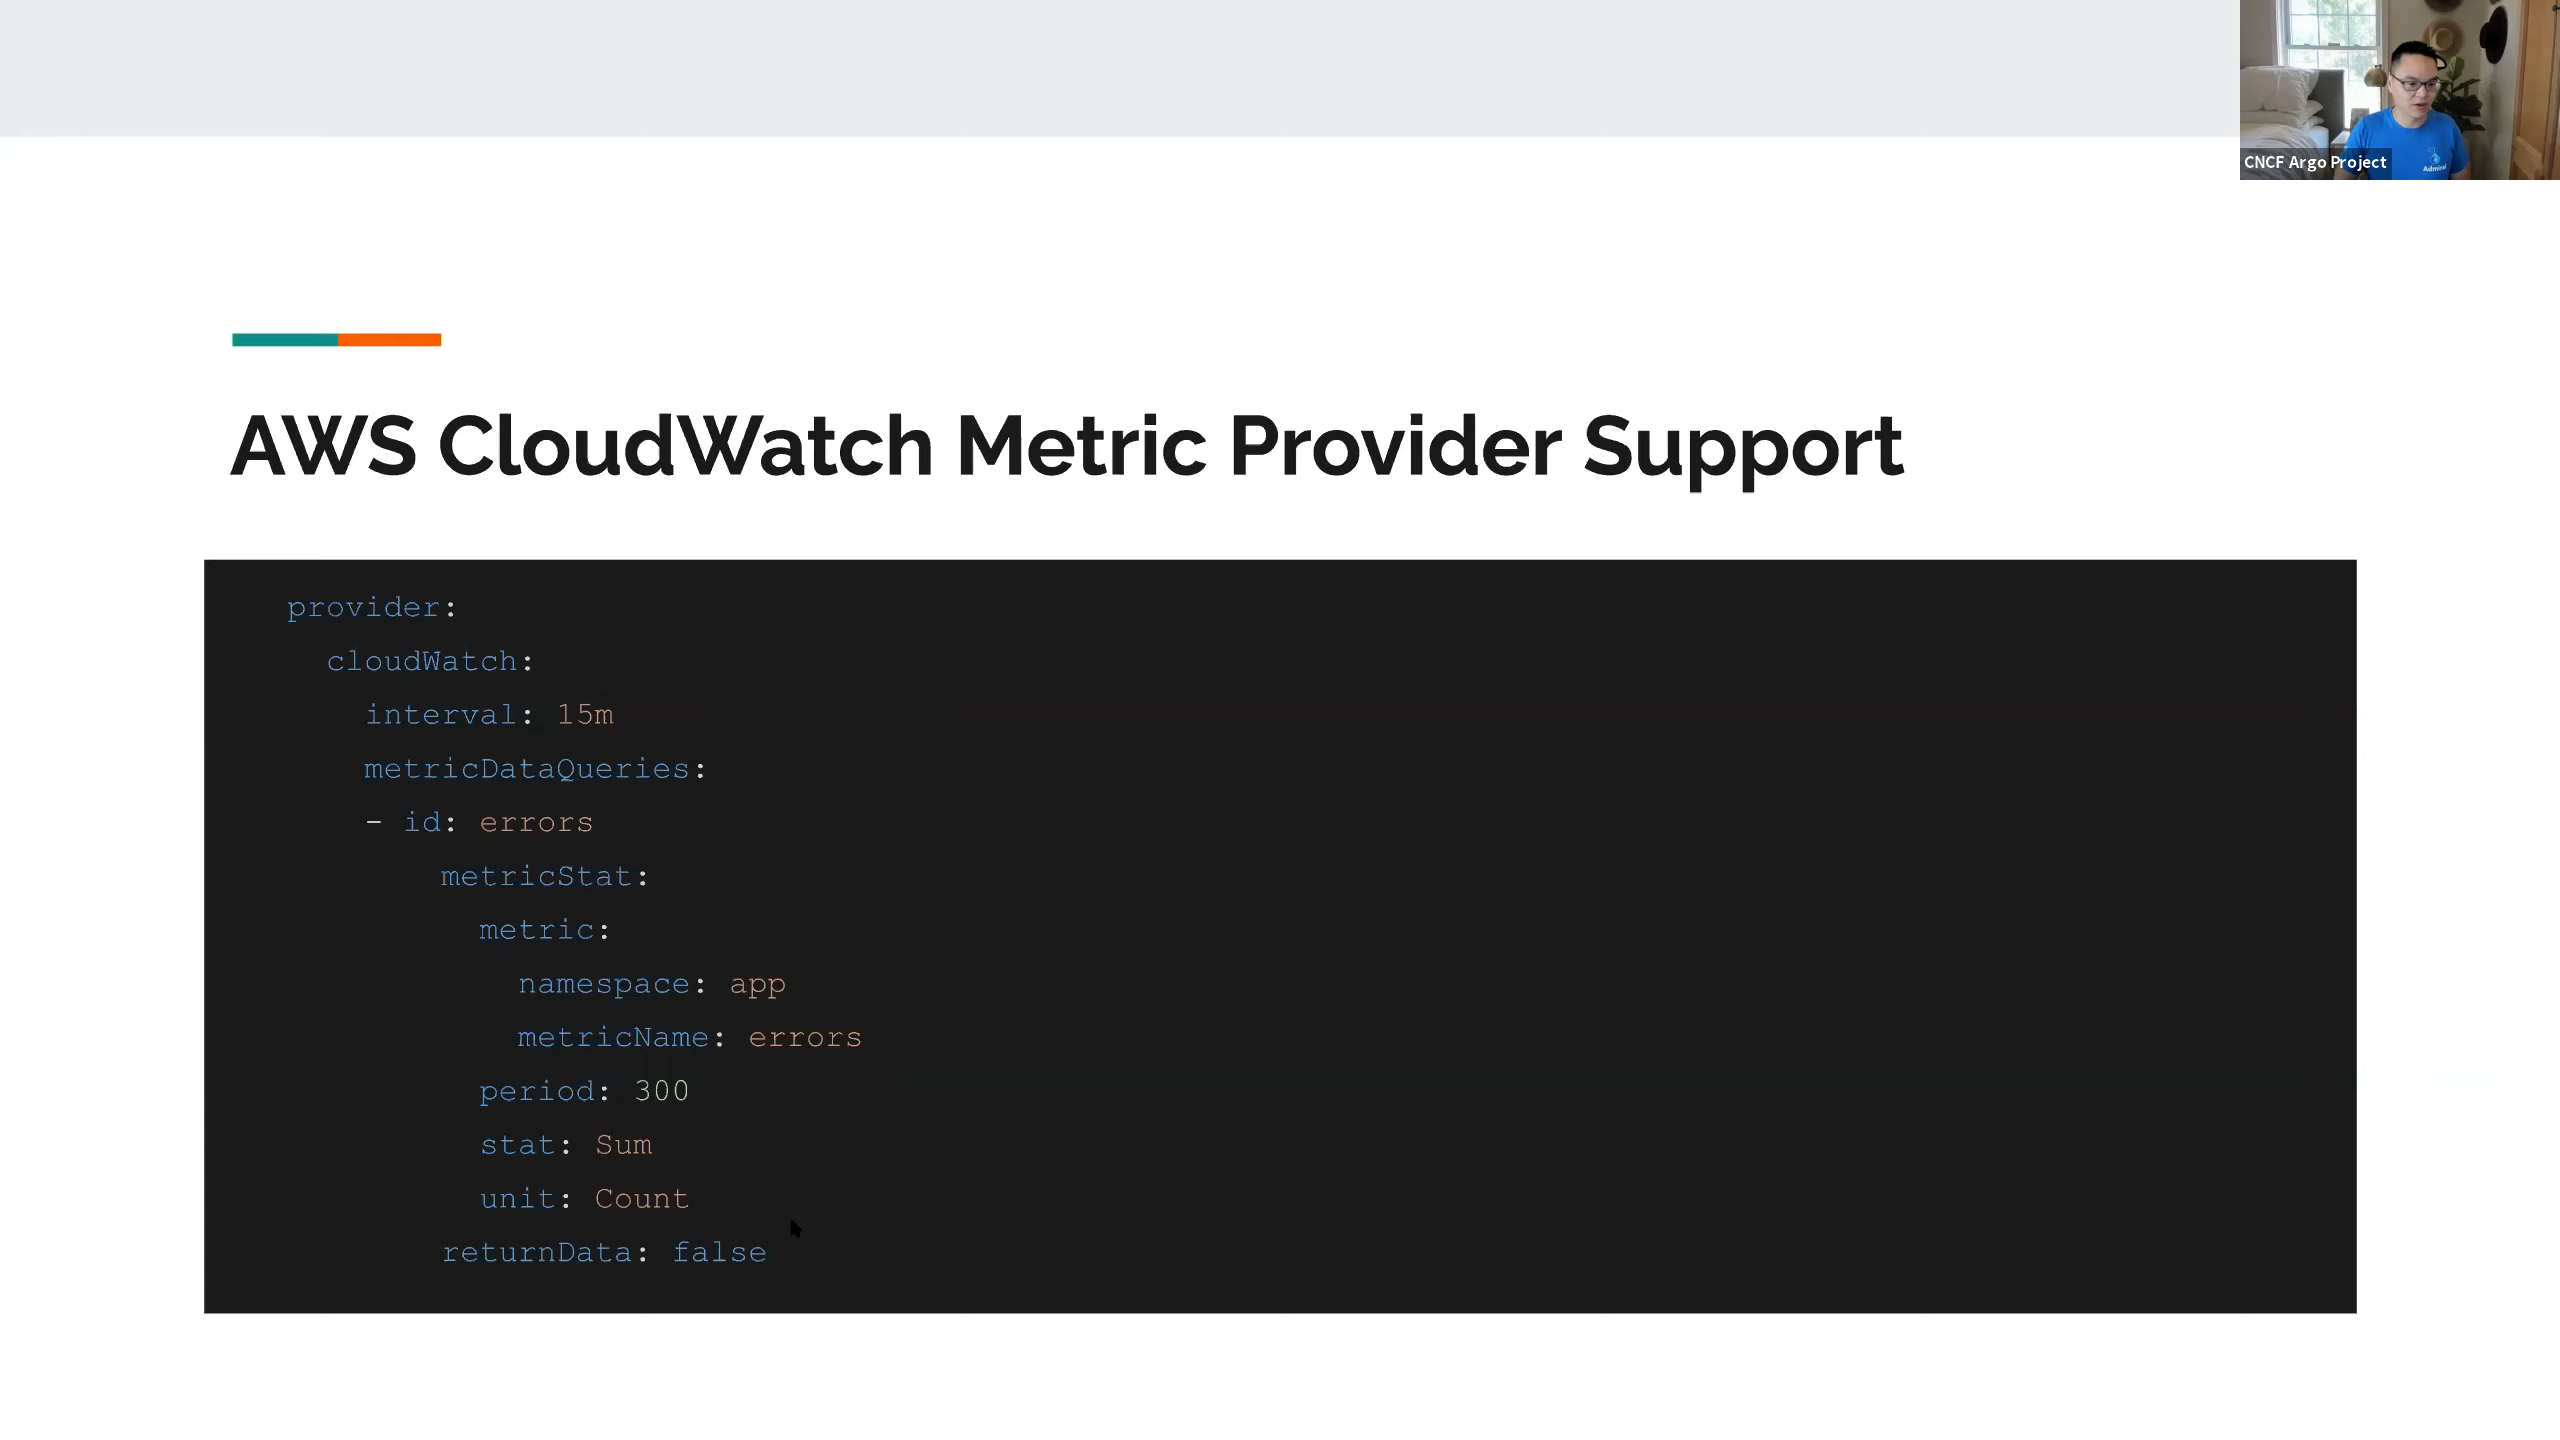 CNCF Argo Project
Admiral
AWS CloudWatch Metric Provider Support
provider:
cloudWatch:
interval: 15m
metricDataQueries:
- id: errors
metricStat:
metric:
namespace: app
metricName: errors
period: 300
stat: Sum
unit: Count
returnData: false